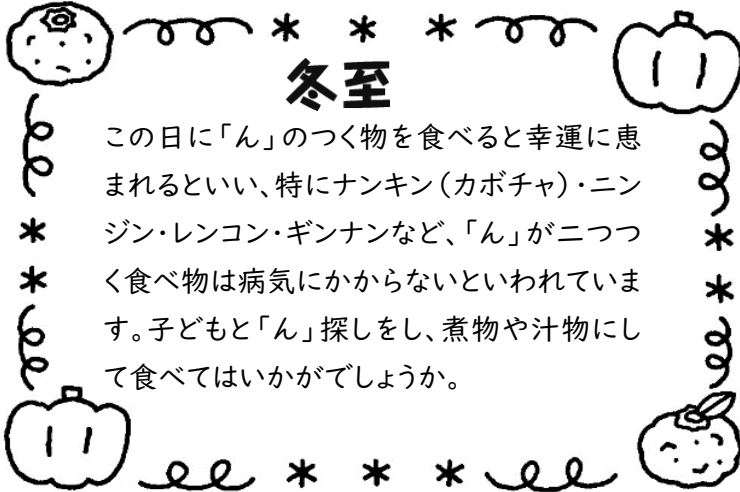 冬至
この日に「ん」のつく物を食べると幸運に恵
まれるといい、特にナンキン(カボチャ)・ニン
ジン・レンコン・ギンナンなど、「ん」が二つつ
く食べ物は病気にかからないといわれていま
す。子どもと「ん」探しをし、煮物や汁物にし
て食べてはいかがでしょうか。